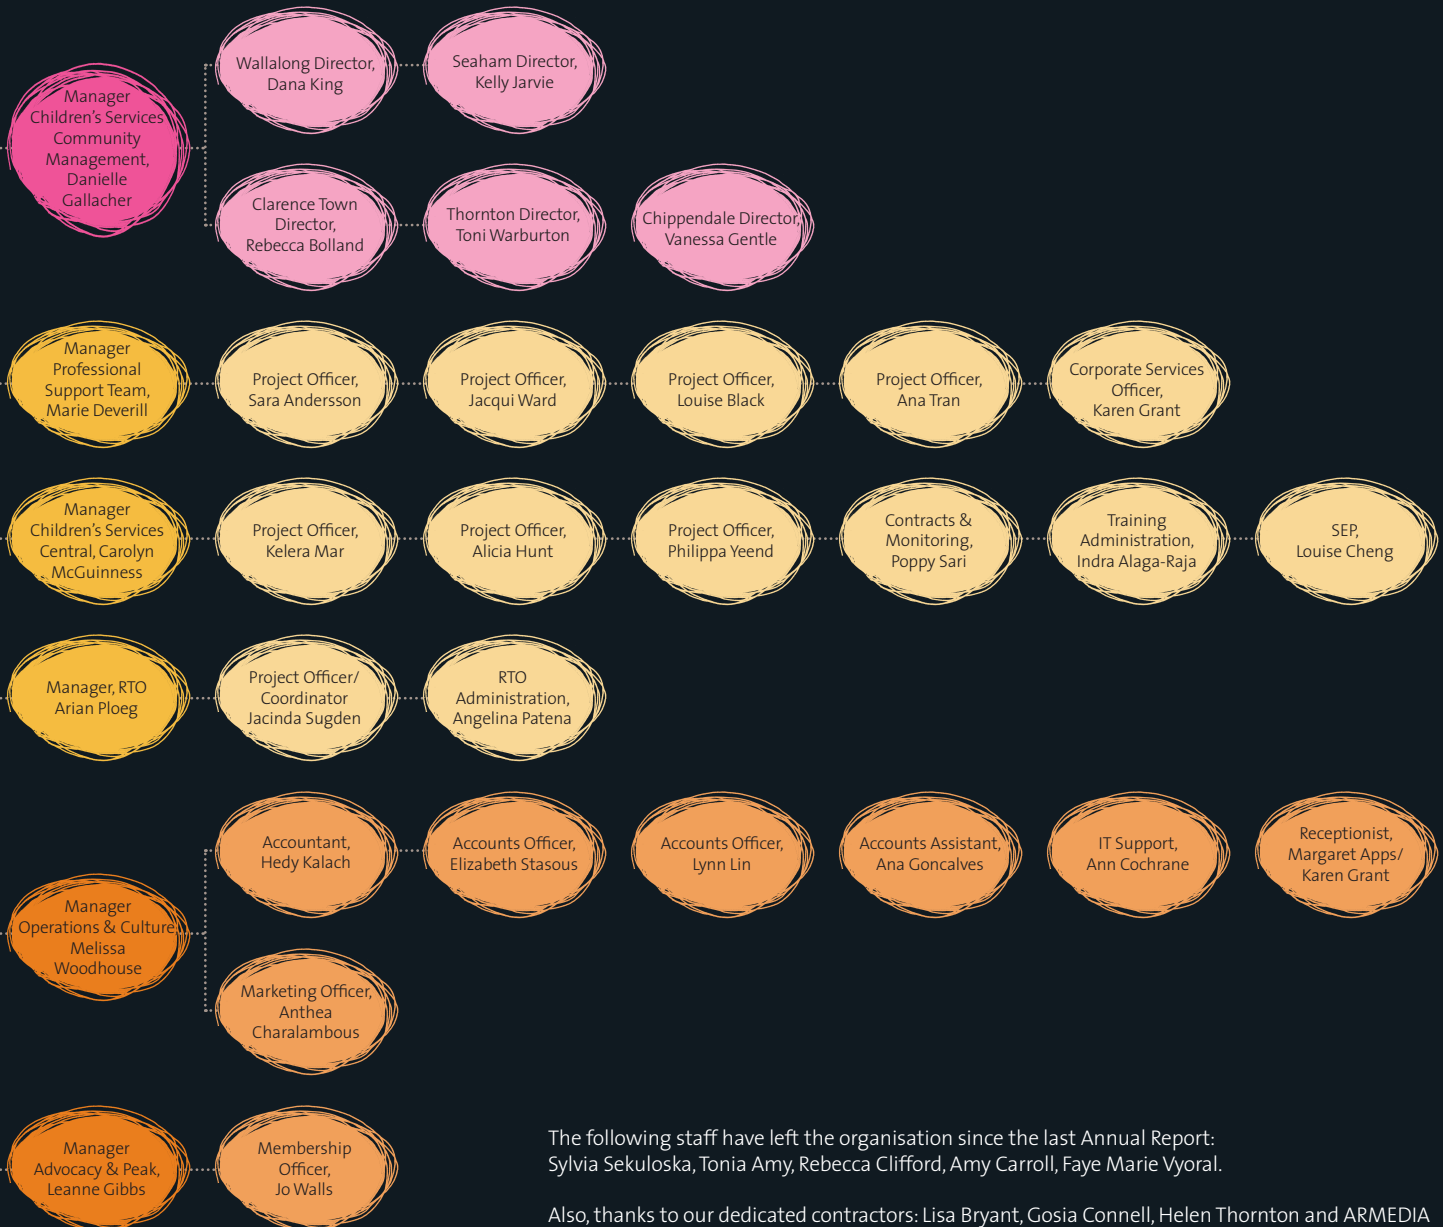 Manager
Children's Services
Community
Management,
Danielle
Gallacher
Wallalong Director,
Dana King
Seaham Director,
Kelly Jarvie
Clarence Town
Director,
Rebecca Bolland
Thornton Director,
Toni Warburton
Chippendale Director,
Vanessa Gentle
Manager
Professional
Support Team,
Marie Deverill
Project Officer,
Sara Andersson
Project Officer,
Jacqui Ward
Project Officer,
Louise Black
Project Officer,
Ana Tran
Corporate Services
Officer,
Karen Grant
Manager
Children's Services
Central, Carolyn
McGuinness
Project Officer,
Kelera Mar
Project Officer,
Alicia Hunt
Project Officer,
Philippa Yeend
Contracts &
Monitoring,
Poppy Sari
Training
Administration,
Indra Alaga-Raja
SEP,
Louise Cheng
Manager, RTO
Arian Ploeg
Project Officer/
Coordinator
Jacinda Sugden
RTO
Administration,
Angelina Patena
Manager
Operations & Culture
Melissa
Woodhouse
Accountant,
Hedy Kalach
Accounts Officer,
Elizabeth Stasous
Accounts Officer,
Lynn Lin
Accounts Assistant,
Ana Goncalves
IT Support,
Ann Cochrane
Receptionist,
Margaret Apps/
Karen Grant
Marketing Officer,
Anthea
Charalambous
Manager
Advocacy & Peak,
Leanne Gibbs
Membership
Officer,
Jo Walls
The following staff have left the organisation since the last Annual Report:
Sylvia Sekuloska, Tonia Amy, Rebecca Clifford, Amy Carroll, Faye Marie Vyoral.
Also, thanks to our dedicated contractors: Lisa Bryant, Gosia Connell, Helen Thornton and ARMEDIA